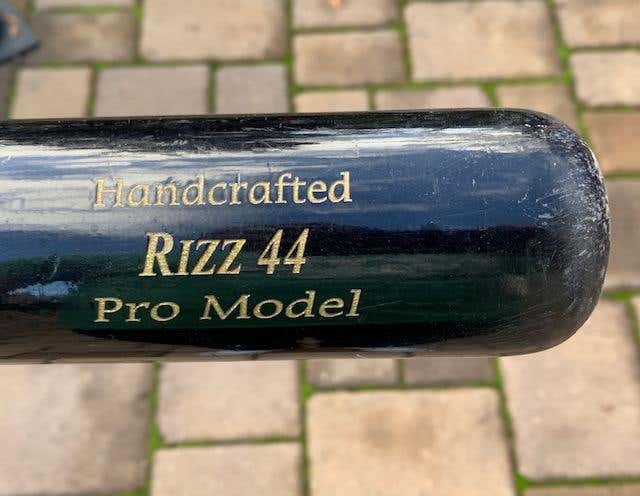 Handcrafted
RIZZ 44
Pro Model